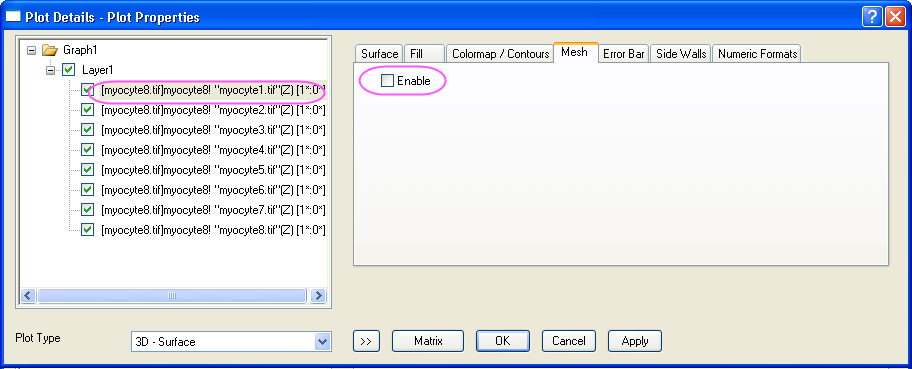 Plot Details - Plot Properties
Graph1
Layer1
[myocyte8.tif]myocyte8! "myocyte1.tif"(Z) [1*:0*]
[myocyte8.tif]myocyte8! "myocyte2.tif"(Z) [1*:0*]
[myocyte8.tif]myocyte8! "myocyte3.tif"(Z) [1*:0*]
[myocyte8.tif]myocyte8! "myocyte4.tif"(Z) [1*:0*]
[myocyte8.tif]myocyte8! "myocyte5.tif"(Z) [1*:0*]
[myocyte8.tif]myocyte8! "myocyte6.tif"(Z) [1*:0*]
[myocyte8.tif]myocyte8! "myocyte7.tif"(Z) [1*:0*]
[myocyte8.tif]myocyte8! "myocyte8.tif"(Z) [1*:0*]
Surface Fill Colormap / Contours Mesh Error Bar Side Walls Numeric Formats
Enable
Plot Type 3D - Surface >> Matrix OK Cancel Apply